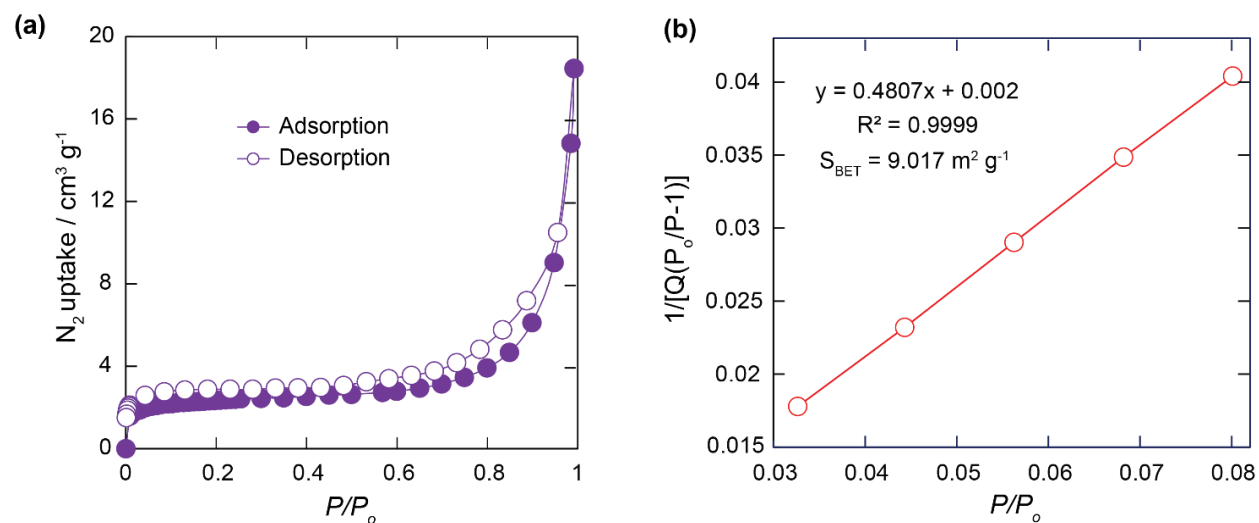 (a)
20
16
12
8
4
0
N₂ uptake / cm³ g⁻¹
Adsorption
Desorption
0
0.2
0.4
0.6
0.8
1
P/Pₒ
(b)
0.04
0.035
0.03
0.025
0.02
0.015
1/[Q(Pₒ/P-1)]
y = 0.4807x + 0.002
R² = 0.9999
S_BET = 9.017 m² g⁻¹
0.03
0.04
0.05
0.06
0.07
0.08
P/Pₒ